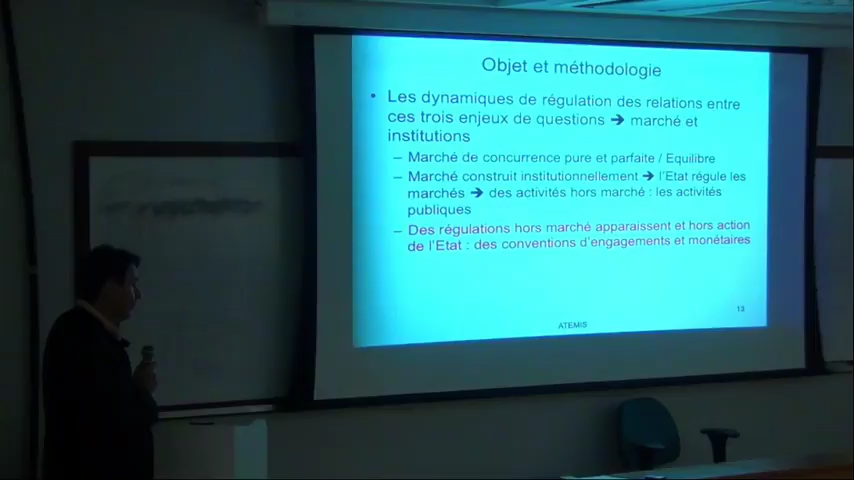 Objet et méthodologie
• Les dynamiques de régulation des relations entre
ces trois enjeux de questions ➔ marché et
institutions
– Marché de concurrence pure et parfaite / Equilibre
– Marché construit institutionnellement ➔ l'Etat régule les
marchés ➔ des activités hors marché : les activités
publiques
– Des régulations hors marché apparaissent et hors action
de l'Etat : des conventions d'engagements et monétaires
13
ATEMIS